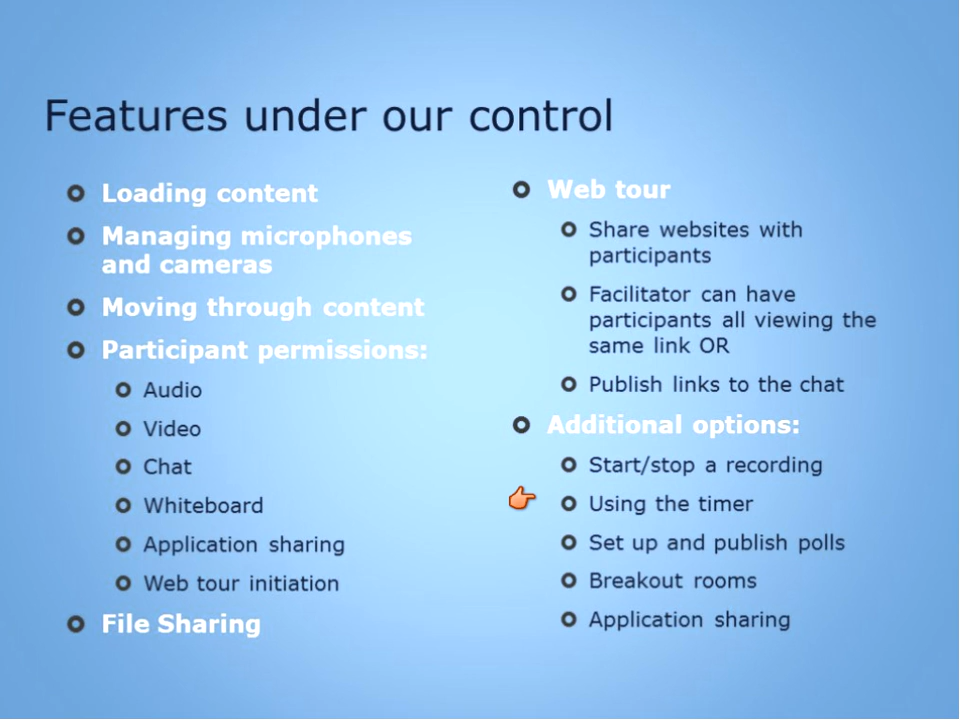 Features under our control
Loading content
Managing microphones
and cameras
Moving through content
Participant permissions:
Audio
Video
Chat
Whiteboard
Application sharing
Web tour initiation
File Sharing
Web tour
Share websites with
participants
Facilitator can have
participants all viewing the
same link OR
Publish links to the chat
Additional options:
Start/stop a recording
Using the timer
Set up and publish polls
Breakout rooms
Application sharing